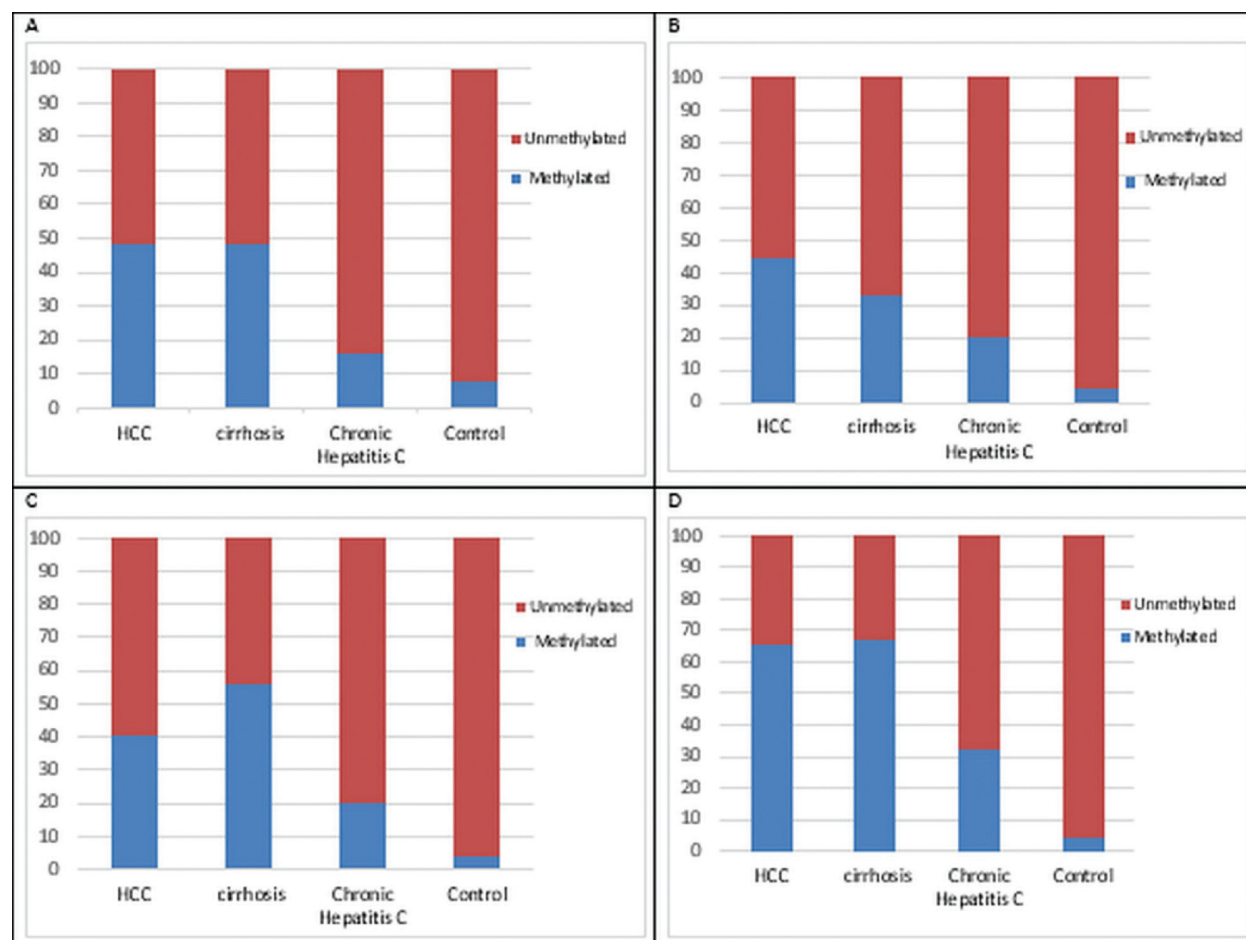 A
100
90
80
70
60
50
40
30
20
10
0
HCC
cirrhosis
Chronic
Hepatitis C
Control
Unmethylated
Methylated
B
100
90
80
70
60
50
40
30
20
10
0
HCC
cirrhosis
Chronic
Hepatitis C
Control
Unmethylated
Methylated
C
100
90
80
70
60
50
40
30
20
10
0
HCC
cirrhosis
Chronic
Hepatitis C
Control
Unmethylated
Methylated
D
100
90
80
70
60
50
40
30
20
10
0
HCC
cirrhosis
Chronic
Hepatitis C
Control
Unmethylated
Methylated